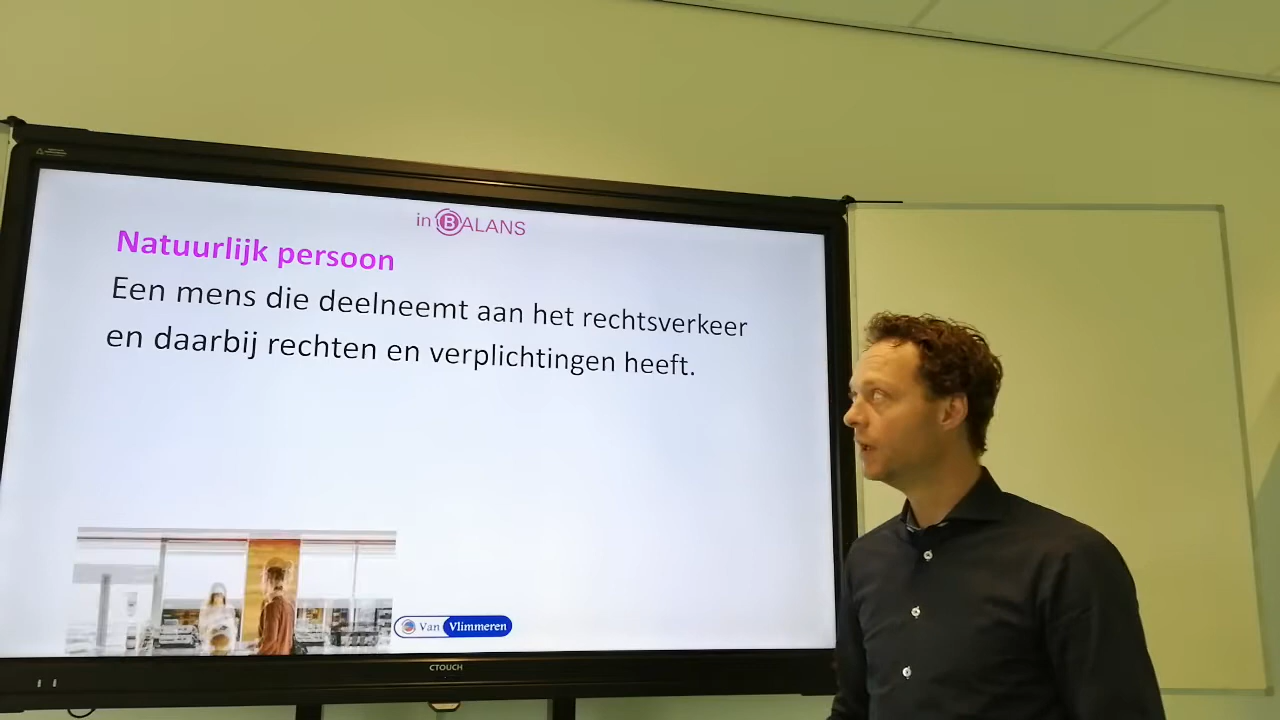 in BALANS
Natuurlijk persoon
Een mens die deelneemt aan het rechtsverkeer
en daarbij rechten en verplichtingen heeft.
Van Vlimmeren
CTOUCH